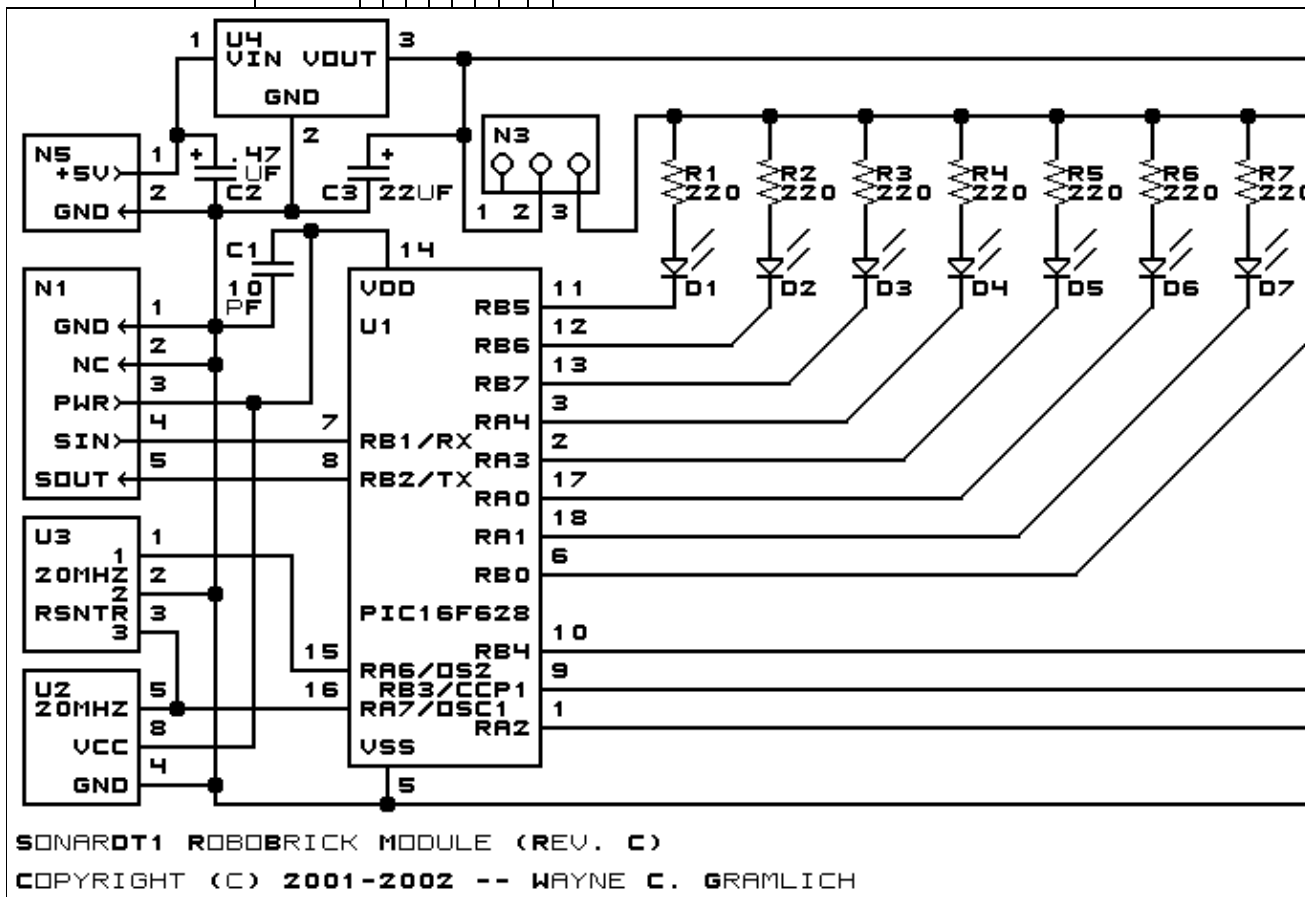 1 U4 3
VIN VOUT
GND
2
N5 1
+5V
2
GND
+ .47
UF
C2
+
C3 22UF
N3
1 2 3
R1 R2 R3 R4 R5 R6 R7
220 220 220 220 220 220 220
D1 D2 D3 D4 D5 D6 D7
C1
10
PF
14
N1
1
GND
2
NC
3
PWR
4
SIN
5
SOUT
VDD
U1
11
RB5
12
RB6
13
RB7
3
RA4
7
RB1/RX
2
RA3
8
RB2/TX
17
RA0
18
RA1
6
RB0
PIC16F628
10
RB4
15
RA6/OS2
9
RB3/CCP1
16
RA7/OSC1
1
RA2
VSS
5
U3 1
1
20MHZ 2
2
RSNTR 3
3
U2 5
20MHZ
8
VCC
4
GND
SONARDT1 ROBOBRICK MODULE (REV. C)
COPYRIGHT (C) 2001-2002 -- WAYNE C. GRAMLICH